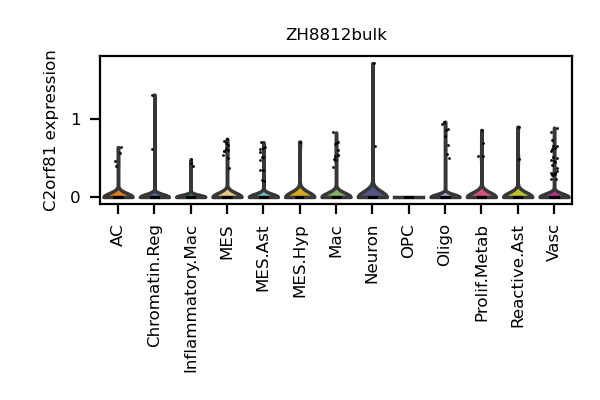 ZH8812bulk
C2orf81 expression
1
0
AC
Chromatin.Reg
Inflammatory.Mac
MES
MES.Ast
MES.Hyp
Mac
Neuron
OPC
Oligo
Prolif.Metab
Reactive.Ast
Vasc